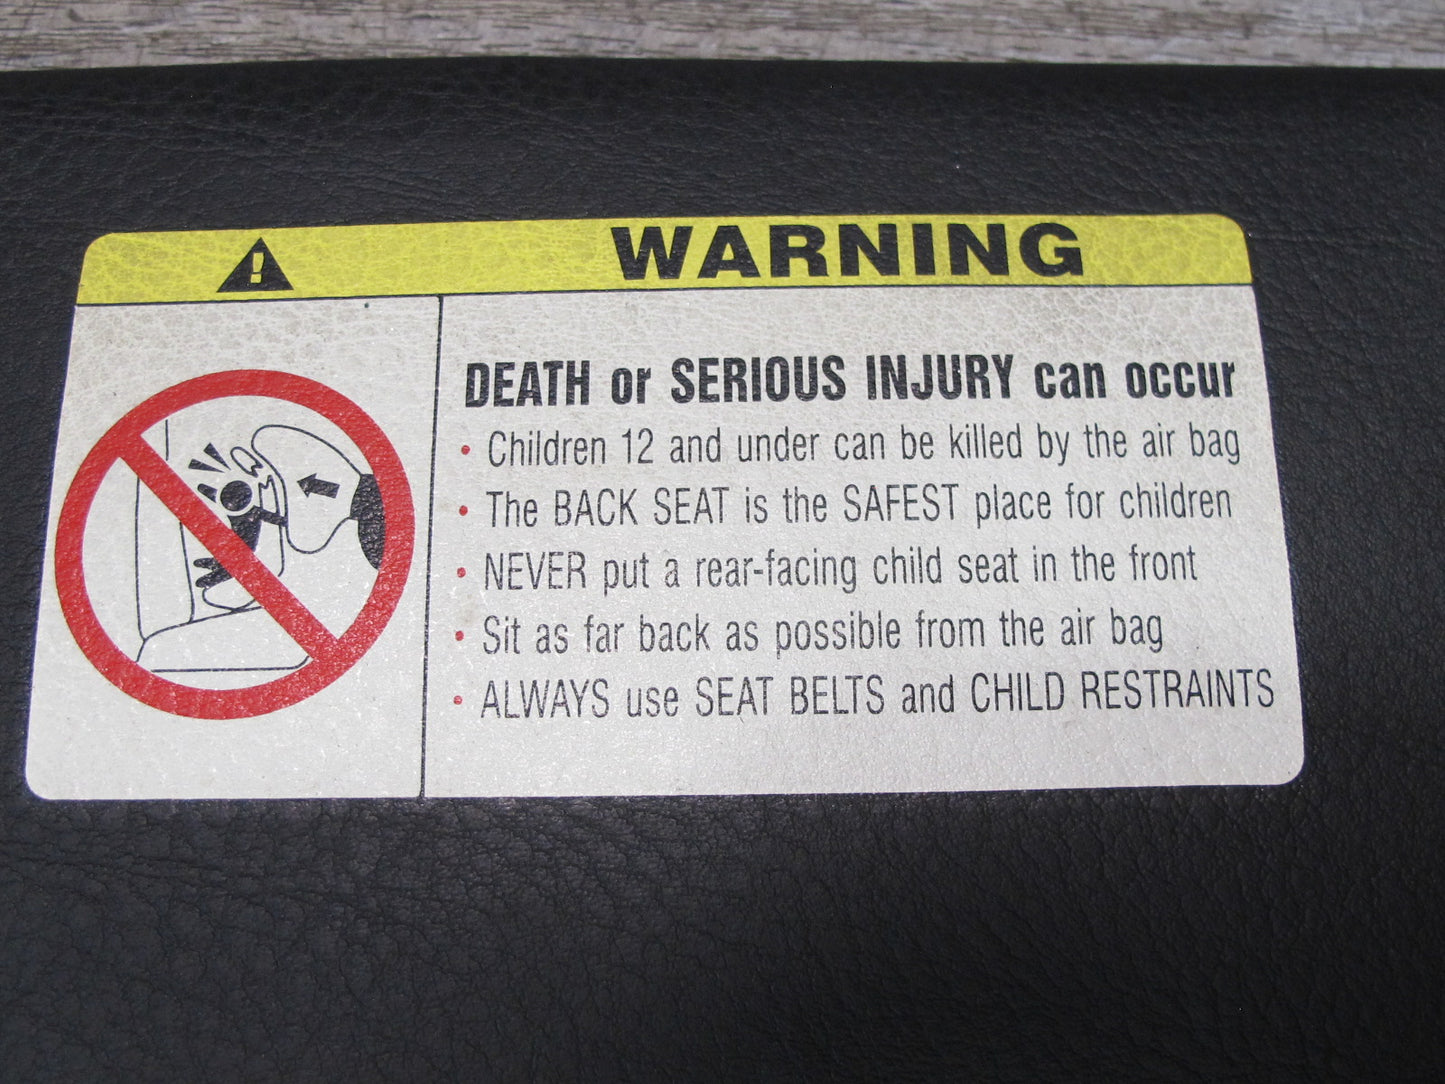 WARNING
DEATH or SERIOUS INJURY can occur
• Children 12 and under can be killed by the air bag
• The BACK SEAT is the SAFEST place for children
• NEVER put a rear-facing child seat in the front
• Sit as far back as possible from the air bag
• ALWAYS use SEAT BELTS and CHILD RESTRAINTS